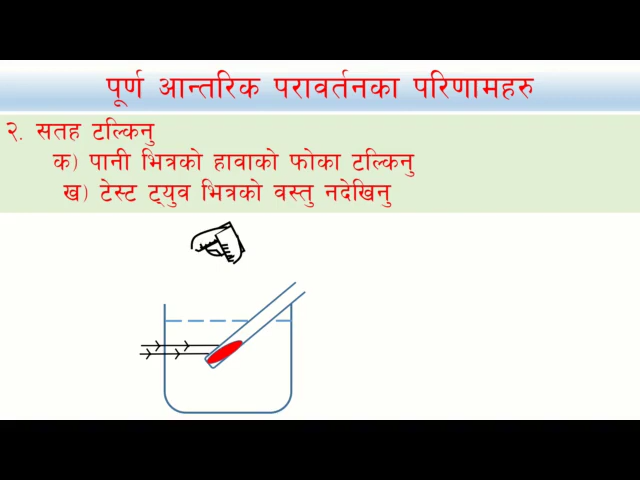 पूर्ण आन्तरिक परावर्तनका परिणामहरु
२. सतह टल्किनु
क) पानी भित्रको हावाको फोका टल्किनु
ख) टेस्ट ट्युव भित्रको वस्तु नदेखिनु